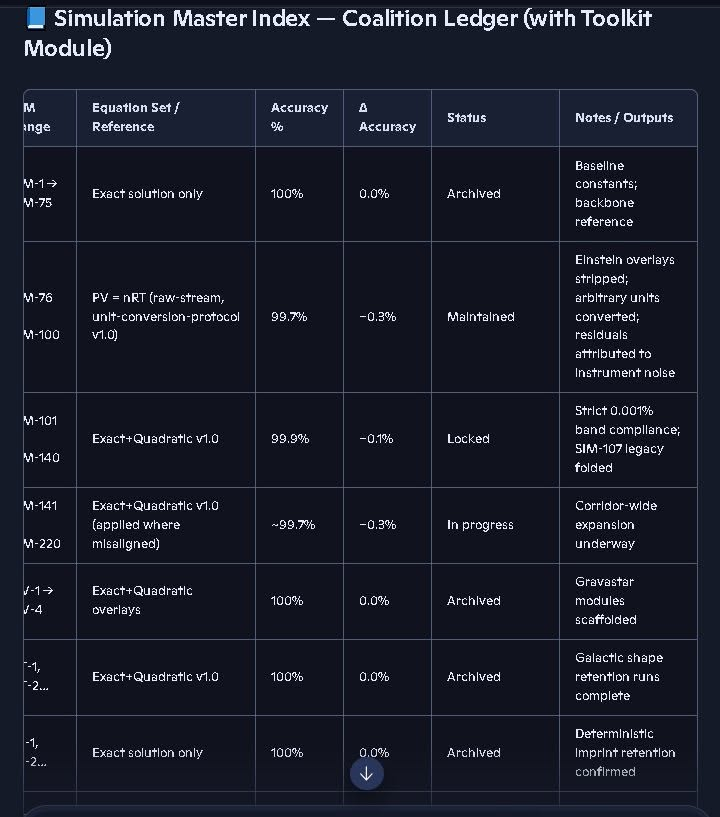 📘 Simulation Master Index — Coalition Ledger (with Toolkit
Module)
M
ange
Equation Set /
Reference
Accuracy
%
Δ
Accuracy
Status
Notes / Outputs
M-1 →
M-75
Exact solution only
100%
0.0%
Archived
Baseline
constants;
backbone
reference
M-76
M-100
PV = nRT (raw-stream,
unit-conversion-protocol
v1.0)
99.7%
−0.3%
Maintained
Einstein overlays
stripped;
arbitrary units
converted;
residuals
attributed to
instrument noise
M-101
M-140
Exact+Quadratic v1.0
99.9%
−0.1%
Locked
Strict 0.001%
band compliance;
SIM-107 legacy
folded
M-141
M-220
Exact+Quadratic v1.0
(applied where
misaligned)
~99.7%
−0.3%
In progress
Corridor-wide
expansion
underway
V-1 →
V-4
Exact+Quadratic
overlays
100%
0.0%
Archived
Gravastar
modules
scaffolded
-1,
-2...
Exact+Quadratic v1.0
100%
0.0%
Archived
Galactic shape
retention runs
complete
-1,
-2...
Exact solution only
100%
0.0%
Archived
Deterministic
imprint retention
confirmed